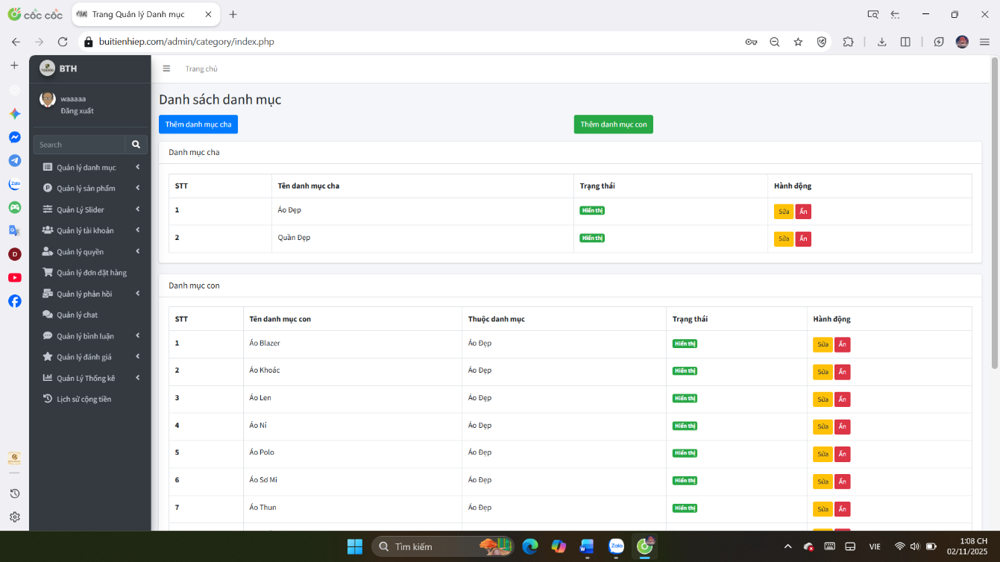 cốc cốc
Trang Quản lý Danh mục
buitienhiep.com/admin/category/index.php
BTH
Trang chủ
waaaaa
Đăng xuất
Search
Quản lý danh mục
Quản lý sản phẩm
Quản Lý Slider
Quản lý tài khoản
Quản lý quyền
Quản lý đơn đặt hàng
Quản lý phản hồi
Quản lý chat
Quản lý bình luận
Quản lý đánh giá
Quản Lý Thống kê
Lịch sử cộng tiền
Danh sách danh mục
Thêm danh mục cha Thêm danh mục con
Danh mục cha
STT Tên danh mục cha Trạng thái Hành động
1 Áo Đẹp Hiển thị Sửa Ẩn
2 Quần Đẹp Hiển thị Sửa Ẩn
Danh mục con
STT Tên danh mục con Thuộc danh mục Trạng thái Hành động
1 Áo Blazer Áo Đẹp Hiển thị Sửa Ẩn
2 Áo Khoác Áo Đẹp Hiển thị Sửa Ẩn
3 Áo Len Áo Đẹp Hiển thị Sửa Ẩn
4 Áo Nỉ Áo Đẹp Hiển thị Sửa Ẩn
5 Áo Polo Áo Đẹp Hiển thị Sửa Ẩn
6 Áo Sơ Mi Áo Đẹp Hiển thị Sửa Ẩn
7 Áo Thun Áo Đẹp Hiển thị Sửa Ẩn
Zalo
D
Tìm kiếm
Zalo
VIE
1:08 CH
02/11/2025